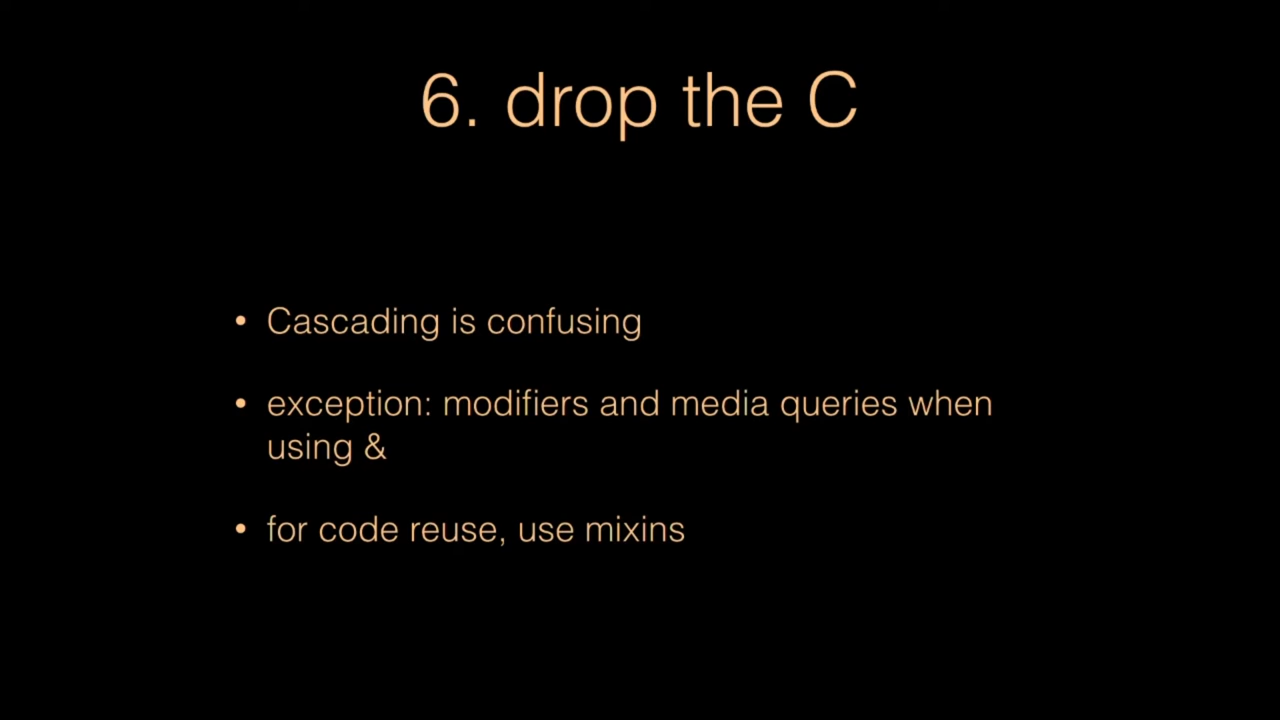 6. drop the C
• Cascading is confusing
• exception: modifiers and media queries when
using &
• for code reuse, use mixins